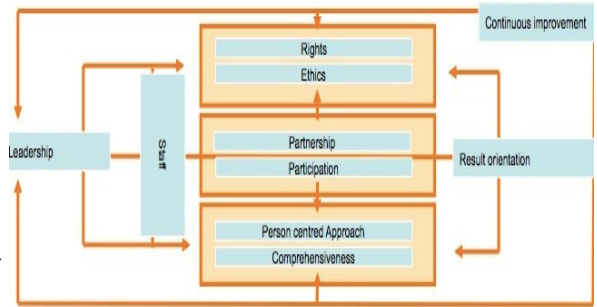 Continuous improvement
Rights
Ethics
Staff
Partnership
Leadership
Result orientation
Participation
Person centred Approach
Comprehensiveness